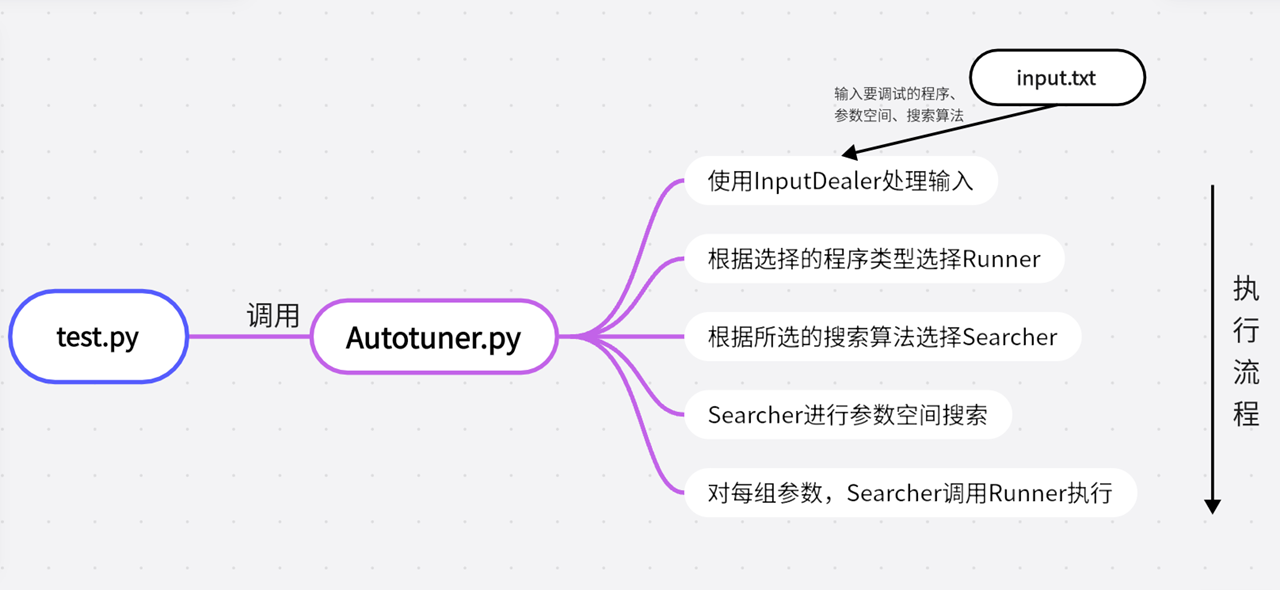 input.txt
输入要调试的程序、
参数空间、搜索算法
使用InputDealer处理输入
根据选择的程序类型选择Runner
test.py
调用
Autotuner.py
根据所选的搜索算法选择Searcher
Searcher进行参数空间搜索
对每组参数，Searcher调用Runner执行
执
行
流
程